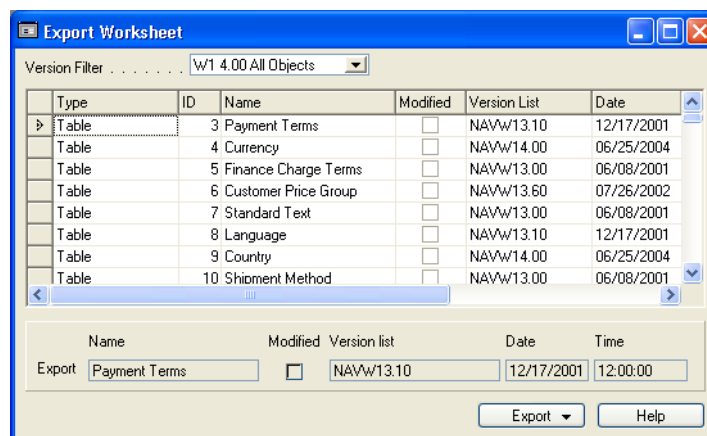 Export Worksheet
Version Filter . . . . . . . W1 4.00 All Objects
Type ID Name Modified Version List Date
Table 3 Payment Terms NAVW13.10 12/17/2001
Table 4 Currency NAVW14.00 06/25/2004
Table 5 Finance Charge Terms NAVW13.00 06/08/2001
Table 6 Customer Price Group NAVW13.60 07/26/2002
Table 7 Standard Text NAVW13.00 06/08/2001
Table 8 Language NAVW13.10 12/17/2001
Table 9 Country NAVW14.00 06/25/2004
Table 10 Shipment Method NAVW13.00 06/08/2001
Name Modified Version list Date Time
Export Payment Terms NAVW13.10 12/17/2001 12:00:00
Export Help